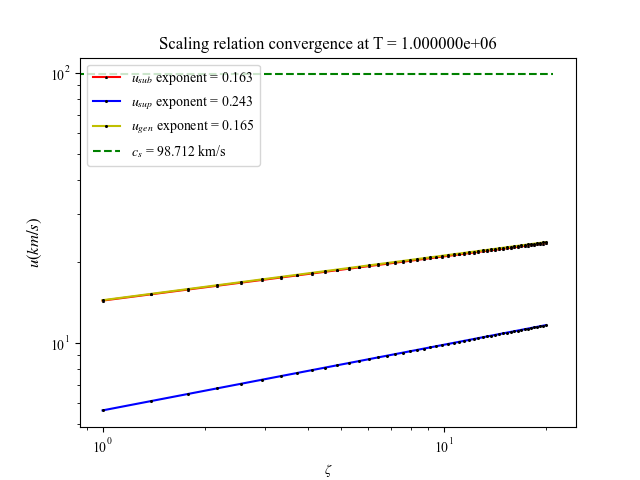 Scaling relation convergence at T = 1.000000e+06
10²
u_sub exponent = 0.163
u_sup exponent = 0.243
u_gen exponent = 0.165
c_s = 98.712 km/s
u(km/s)
10¹
10⁰ 10¹
ζ